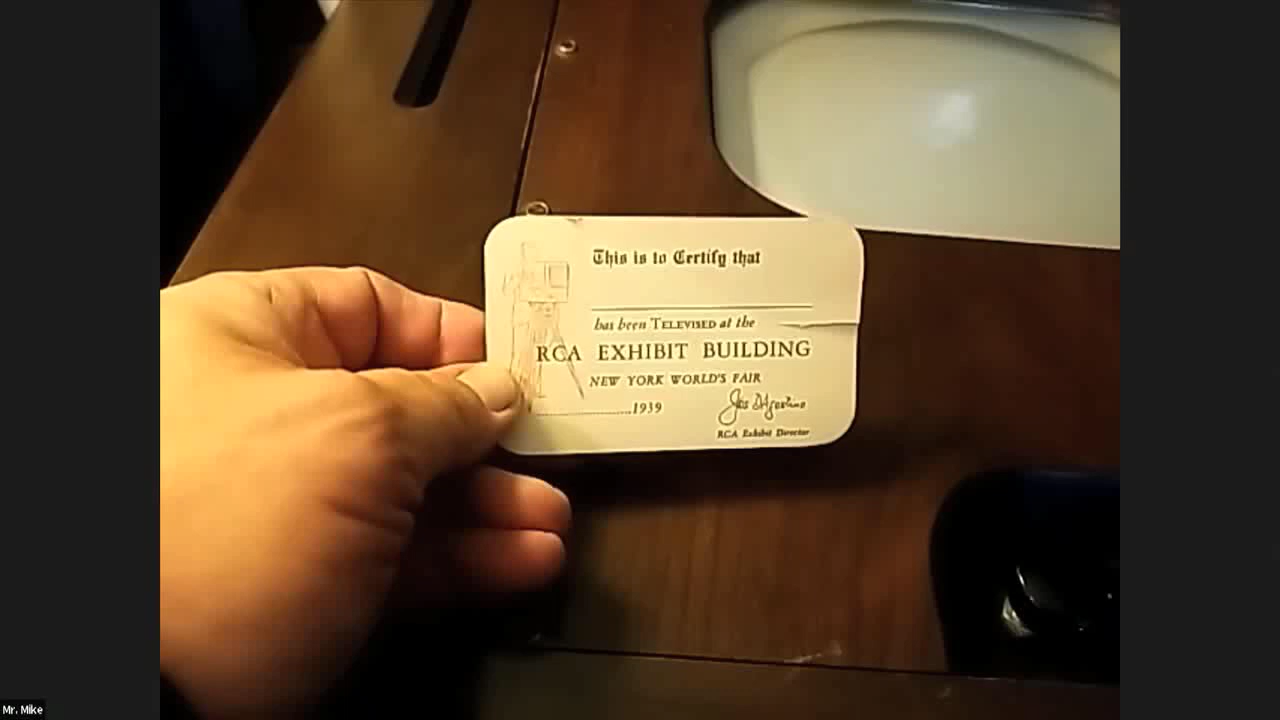 This is to Certify that
has been TELEVISED at the
RCA EXHIBIT BUILDING
NEW YORK WORLD'S FAIR
1939
RCA Exhibit Director
Mr. Mike